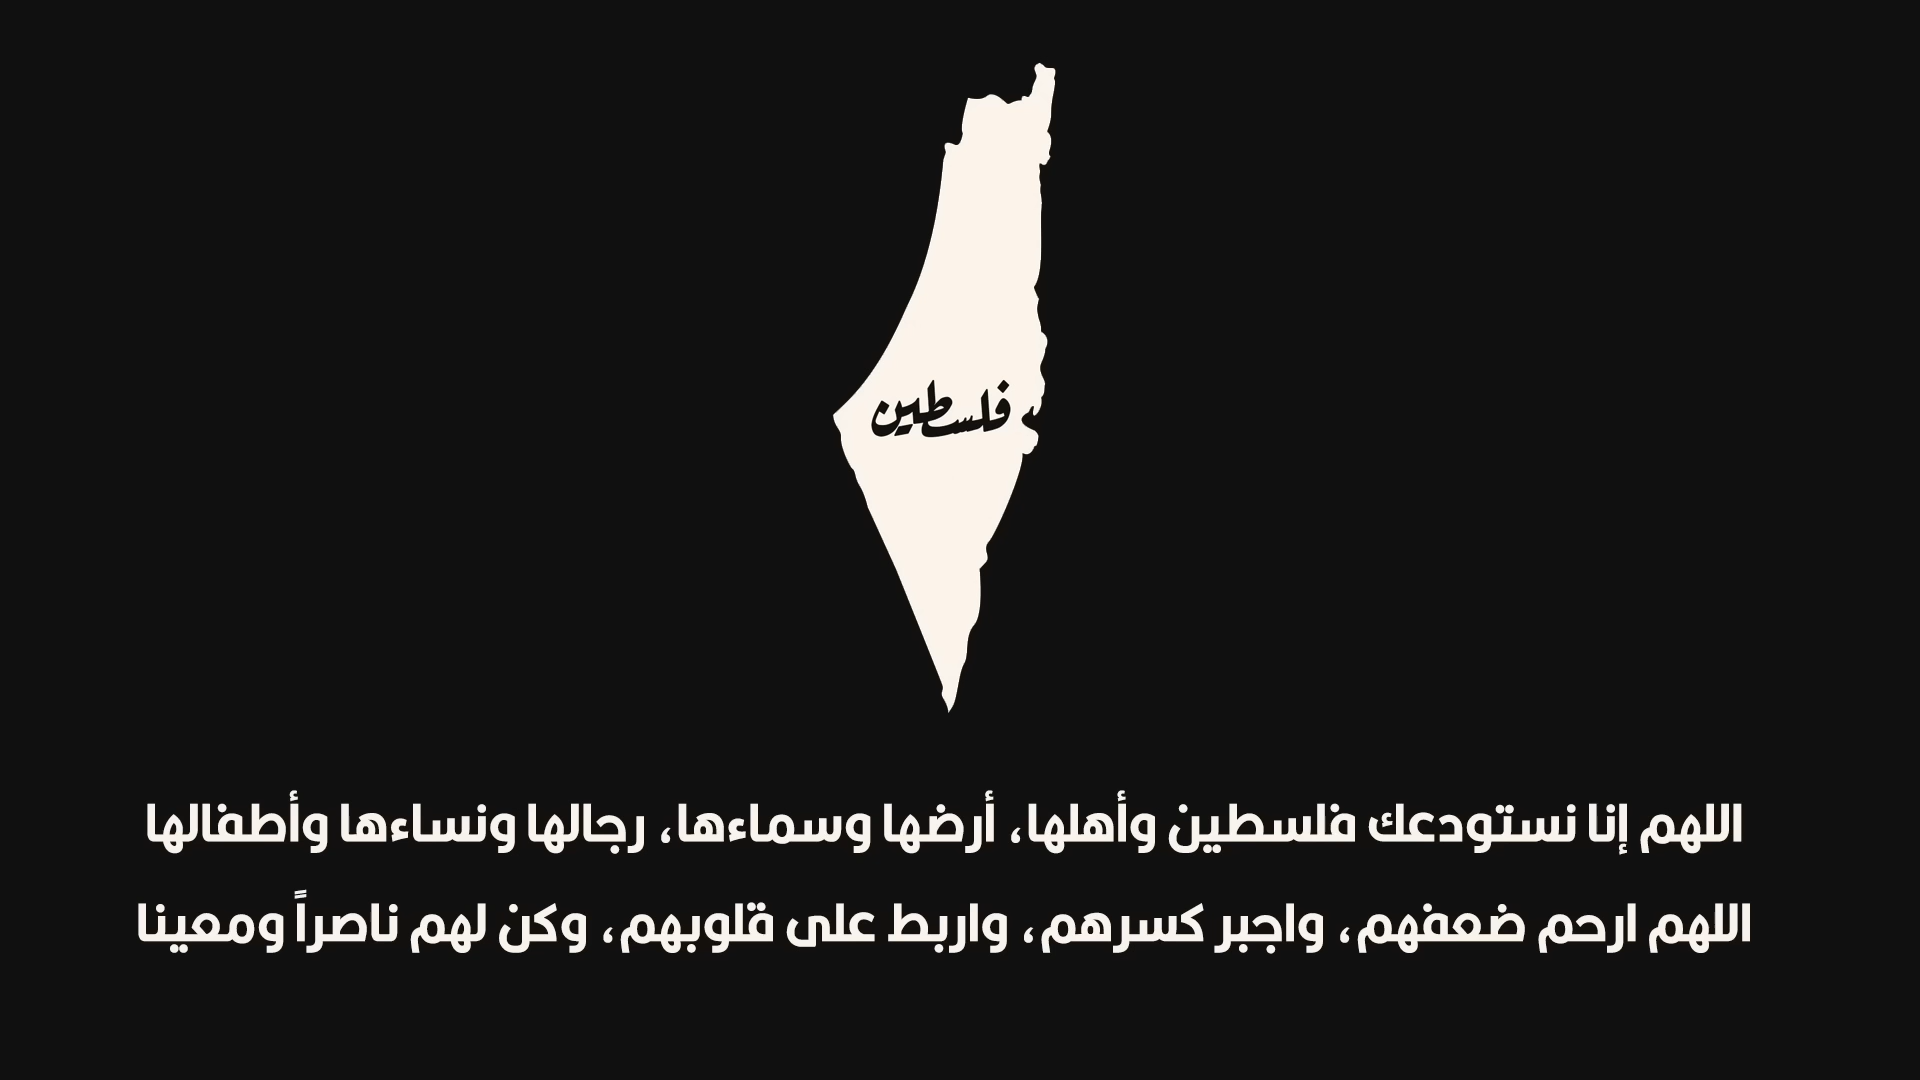 فلسطين
اللهم إنا نستودعك فلسطين وأهلها، أرضها وسماءها، رجالها ونساءها وأطفالها
اللهم ارحم ضعفهم، واجبر كسرهم، واربط على قلوبهم، وكن لهم ناصراً ومعينا